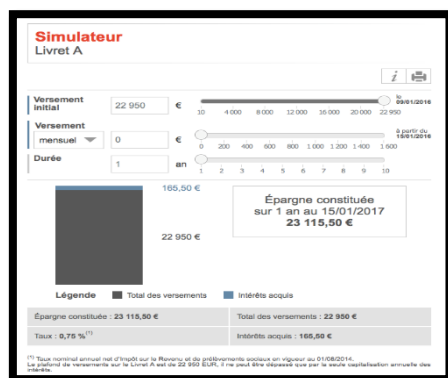 Simulateur
Livret A
i
Versement initial 22 950 € 10 4 000 8 000 12 000 16 000 20 000 22 950 le 09/01/2016
Versement
mensuel 0 € 0 200 400 600 800 1 000 1 200 1 400 1 600 à partir du 15/01/2016
Durée 1 an 1 2 3 4 5 6 7 8 9 10
165,50 €
22 950 €
Épargne constituée
sur 1 an au 15/01/2017
23 115,50 €
Légende Total des versements Intérêts acquis
Épargne constituée : 23 115,50 € Total des versements : 22 950 €
Taux : 0,75 % (1) Intérêts acquis : 165,50 €
(1) Taux nominal annuel net d'Impôt sur le Revenu et de prélèvements sociaux en vigueur au 01/08/2014.
Le plafond de versements sur le Livret A est de 22 950 EUR, il ne peut être dépassé que par la seule capitalisation annuelle des
intérêts.